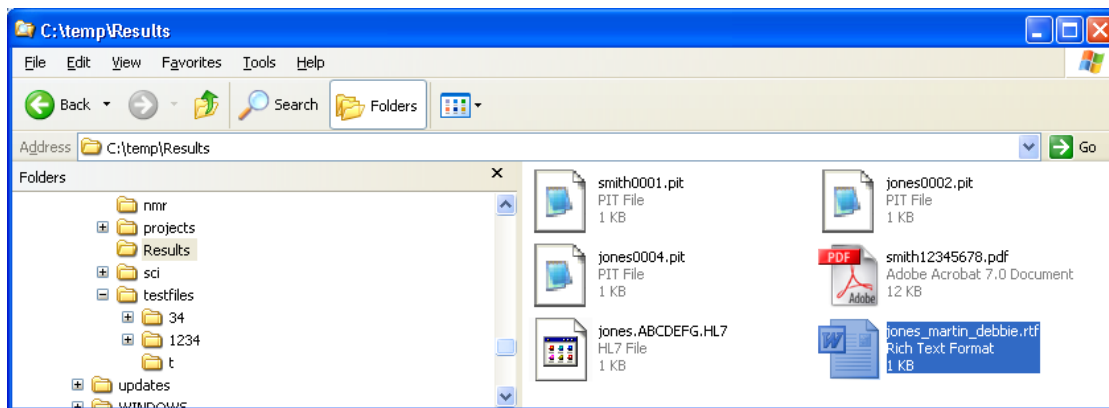 C:\temp\Results
File Edit View Favorites Tools Help
Back Search Folders
Address C:\temp\Results Go
Folders
nmr
projects
Results
sci
testfiles
34
1234
t
updates
WINDOWS
smith0001.pit
PIT File
1 KB
jones0002.pit
PIT File
1 KB
jones0004.pit
PIT File
1 KB
PDF
Adobe
smith12345678.pdf
Adobe Acrobat 7.0 Document
12 KB
jones.ABCDEFG.HL7
HL7 File
1 KB
W
jones_martin_debbie.rtf
Rich Text Format
1 KB